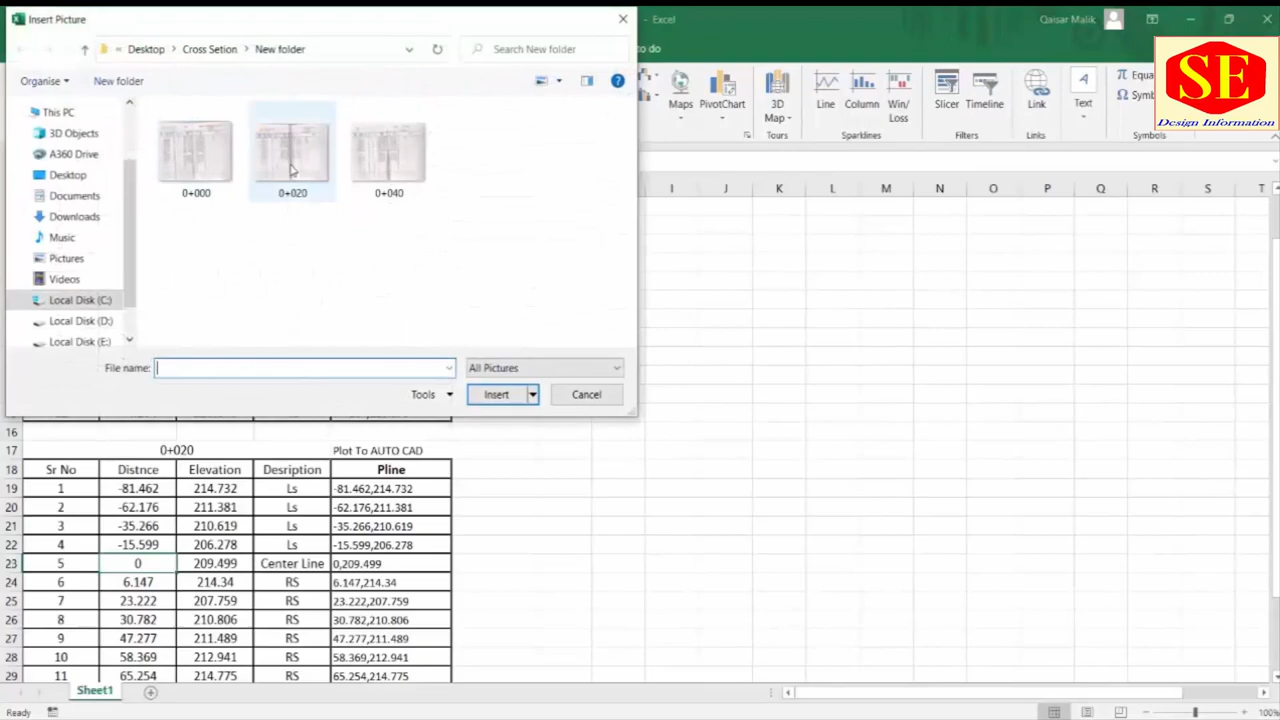 Insert Picture
- Excel
Qaisar Malik
Desktop
Cross Setion
New folder
Search New folder
to do
Organise
New folder
This PC
3D Objects
A360 Drive
Desktop
Documents
Downloads
Music
Pictures
Videos
Local Disk (C:)
Local Disk (D:)
Local Disk (E:)
0+000
0+020
0+040
File name:
All Pictures
Tools
Insert
Cancel
Maps
PivotChart
3D
Map
Tours
Line
Column
Win/
Loss
Sparklines
Slicer
Timeline
Filters
Link
Links
Text
Symbols
SE
Design Information
I J K L M N O P Q R S T
16
17 0+020 Plot To AUTO CAD
18 Sr No Distnce Elevation Desription Pline
19 1 -81.462 214.732 Ls -81.462,214.732
20 2 -62.176 211.381 Ls -62.176,211.381
21 3 -35.266 210.619 Ls -35.266,210.619
22 4 -15.599 206.278 Ls -15.599,206.278
23 5 0 209.499 Center Line 0,209.499
24 6 6.147 214.34 RS 6.147,214.34
25 7 23.222 207.759 RS 23.222,207.759
26 8 30.782 210.806 RS 30.782,210.806
27 9 47.277 211.489 RS 47.277,211.489
28 10 58.369 212.941 RS 58.369,212.941
29 11 65.254 214.775 RS 65.254,214.775
Sheet1
Ready
100%